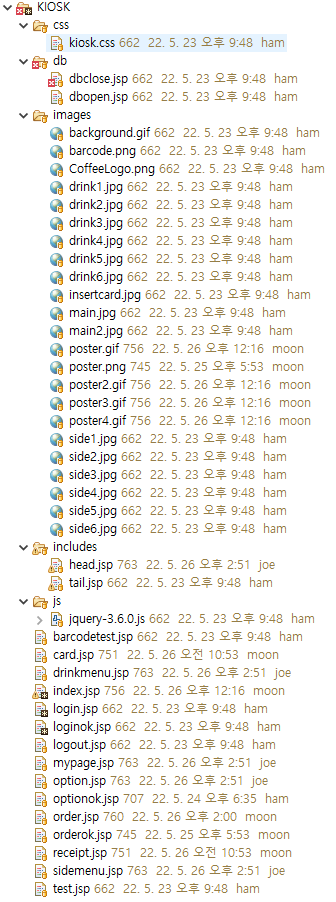 KIOSK
css
kiosk.css 662 22. 5. 23 오후 9:48 ham
db
dbclose.jsp 662 22. 5. 23 오후 9:48 ham
dbopen.jsp 662 22. 5. 23 오후 9:48 ham
images
background.gif 662 22. 5. 23 오후 9:48 ham
barcode.png 662 22. 5. 23 오후 9:48 ham
CoffeeLogo.png 662 22. 5. 23 오후 9:48 ham
drink1.jpg 662 22. 5. 23 오후 9:48 ham
drink2.jpg 662 22. 5. 23 오후 9:48 ham
drink3.jpg 662 22. 5. 23 오후 9:48 ham
drink4.jpg 662 22. 5. 23 오후 9:48 ham
drink5.jpg 662 22. 5. 23 오후 9:48 ham
drink6.jpg 662 22. 5. 23 오후 9:48 ham
insertcard.jpg 662 22. 5. 23 오후 9:48 ham
main.jpg 662 22. 5. 23 오후 9:48 ham
main2.jpg 662 22. 5. 23 오후 9:48 ham
poster.gif 756 22. 5. 26 오후 12:16 moon
poster.png 745 22. 5. 25 오후 5:53 moon
poster2.gif 756 22. 5. 26 오후 12:16 moon
poster3.gif 756 22. 5. 26 오후 12:16 moon
poster4.gif 756 22. 5. 26 오후 12:16 moon
side1.jpg 662 22. 5. 23 오후 9:48 ham
side2.jpg 662 22. 5. 23 오후 9:48 ham
side3.jpg 662 22. 5. 23 오후 9:48 ham
side4.jpg 662 22. 5. 23 오후 9:48 ham
side5.jpg 662 22. 5. 23 오후 9:48 ham
side6.jpg 662 22. 5. 23 오후 9:48 ham
includes
head.jsp 763 22. 5. 26 오후 2:51 joe
tail.jsp 662 22. 5. 23 오후 9:48 ham
js
jquery-3.6.0.js 662 22. 5. 23 오후 9:48 ham
barcodetest.jsp 662 22. 5. 23 오후 9:48 ham
card.jsp 751 22. 5. 26 오전 10:53 moon
drinkmenu.jsp 763 22. 5. 26 오후 2:51 joe
index.jsp 756 22. 5. 26 오후 12:16 moon
login.jsp 662 22. 5. 23 오후 9:48 ham
loginok.jsp 662 22. 5. 23 오후 9:48 ham
logout.jsp 662 22. 5. 23 오후 9:48 ham
mypage.jsp 763 22. 5. 26 오후 2:51 joe
option.jsp 763 22. 5. 26 오후 2:51 joe
optionok.jsp 707 22. 5. 24 오후 6:35 ham
order.jsp 760 22. 5. 26 오후 2:00 moon
orderok.jsp 745 22. 5. 25 오후 5:53 moon
receipt.jsp 751 22. 5. 26 오전 10:53 moon
sidemenu.jsp 763 22. 5. 26 오후 2:51 joe
test.jsp 662 22. 5. 23 오후 9:48 ham